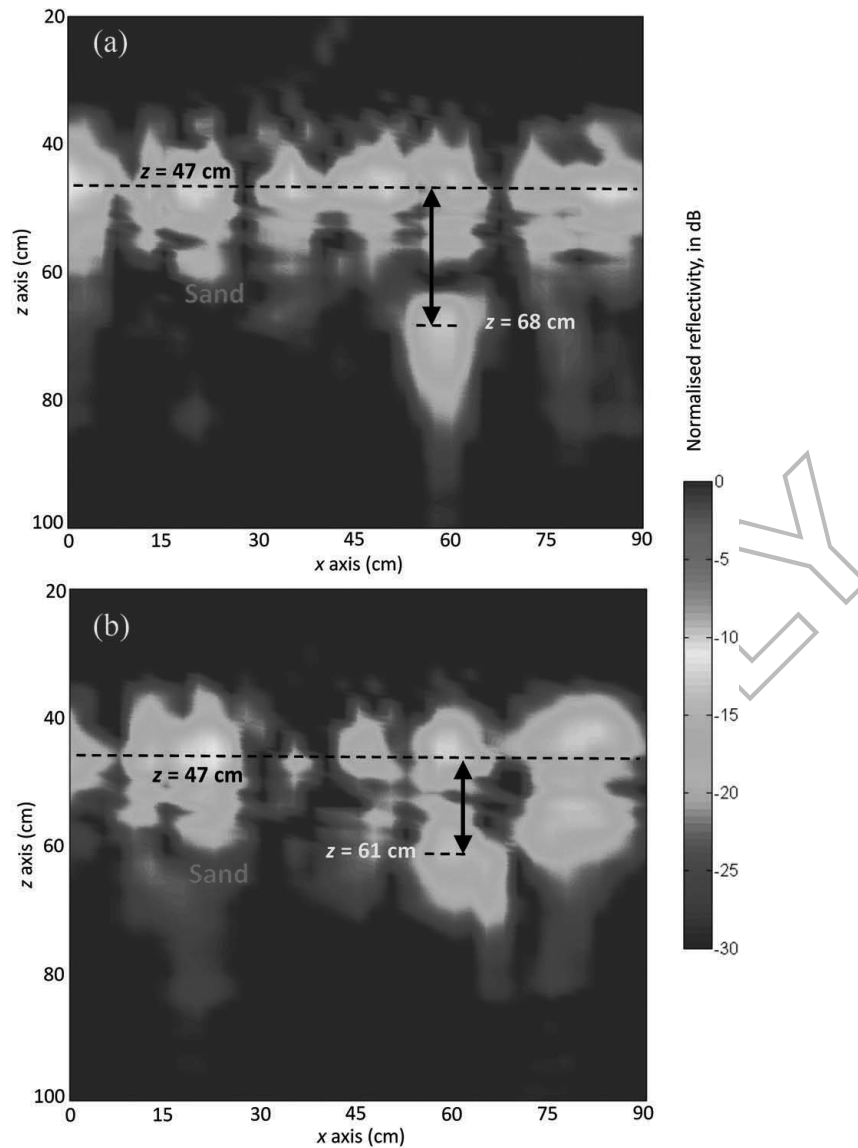 20
(a)
40
z = 47 cm
60
Sand
z = 68 cm
80
100
0 15 30 45 60 75 90
x axis (cm)
z axis (cm)
20
(b)
40
z = 47 cm
60
z = 61 cm
Sand
80
100
0 15 30 45 60 75 90
x axis (cm)
z axis (cm)
Normalised reflectivity, in dB
0
-5
-10
-15
-20
-25
-30
LY